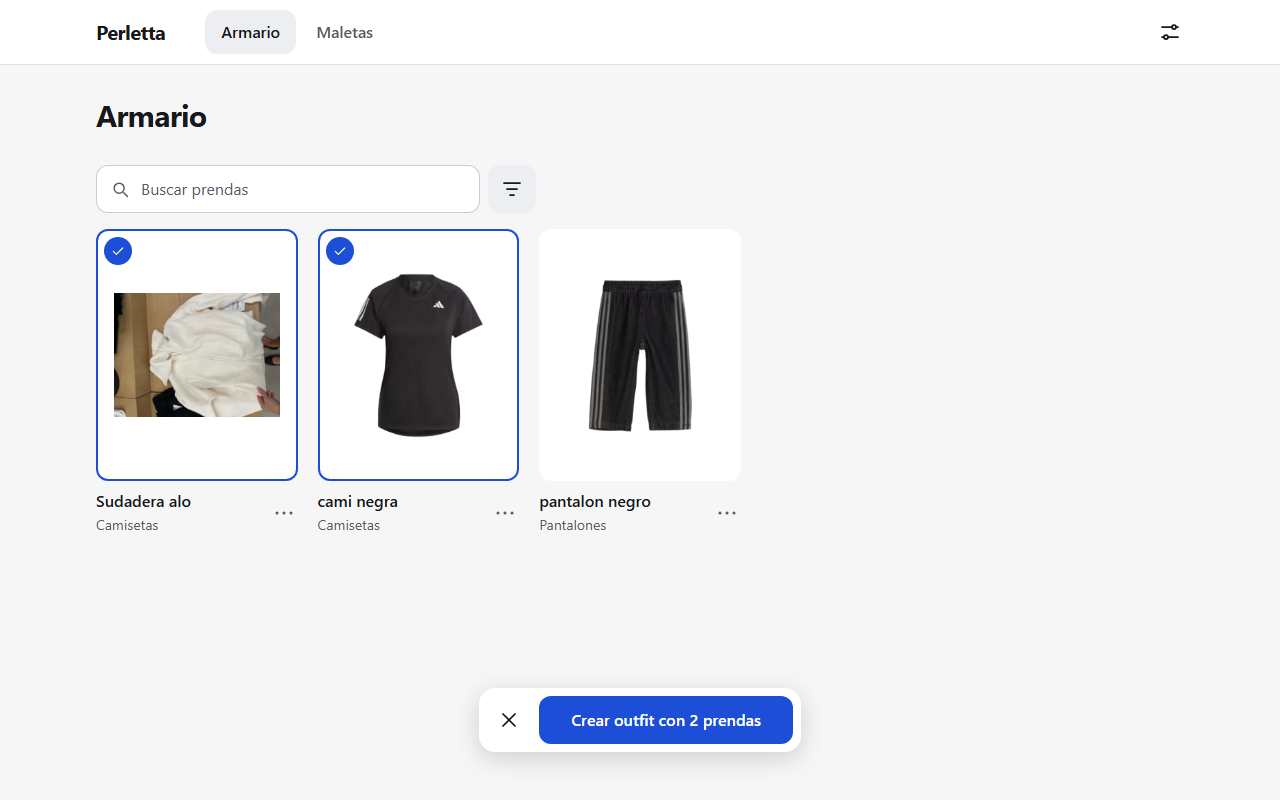 Perletta
Armario
Maletas
Armario
Buscar prendas
Sudadera alo
Camisetas
cami negra
Camisetas
pantalon negro
Pantalones
Crear outfit con 2 prendas